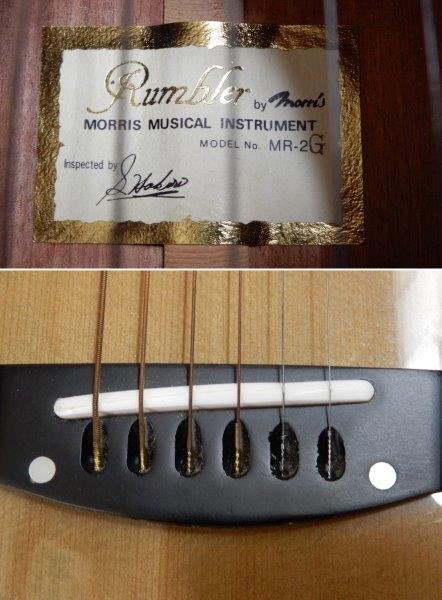 Rumbler by Morris
MORRIS MUSICAL INSTRUMENT
MODEL No. MR-2G
Inspected by